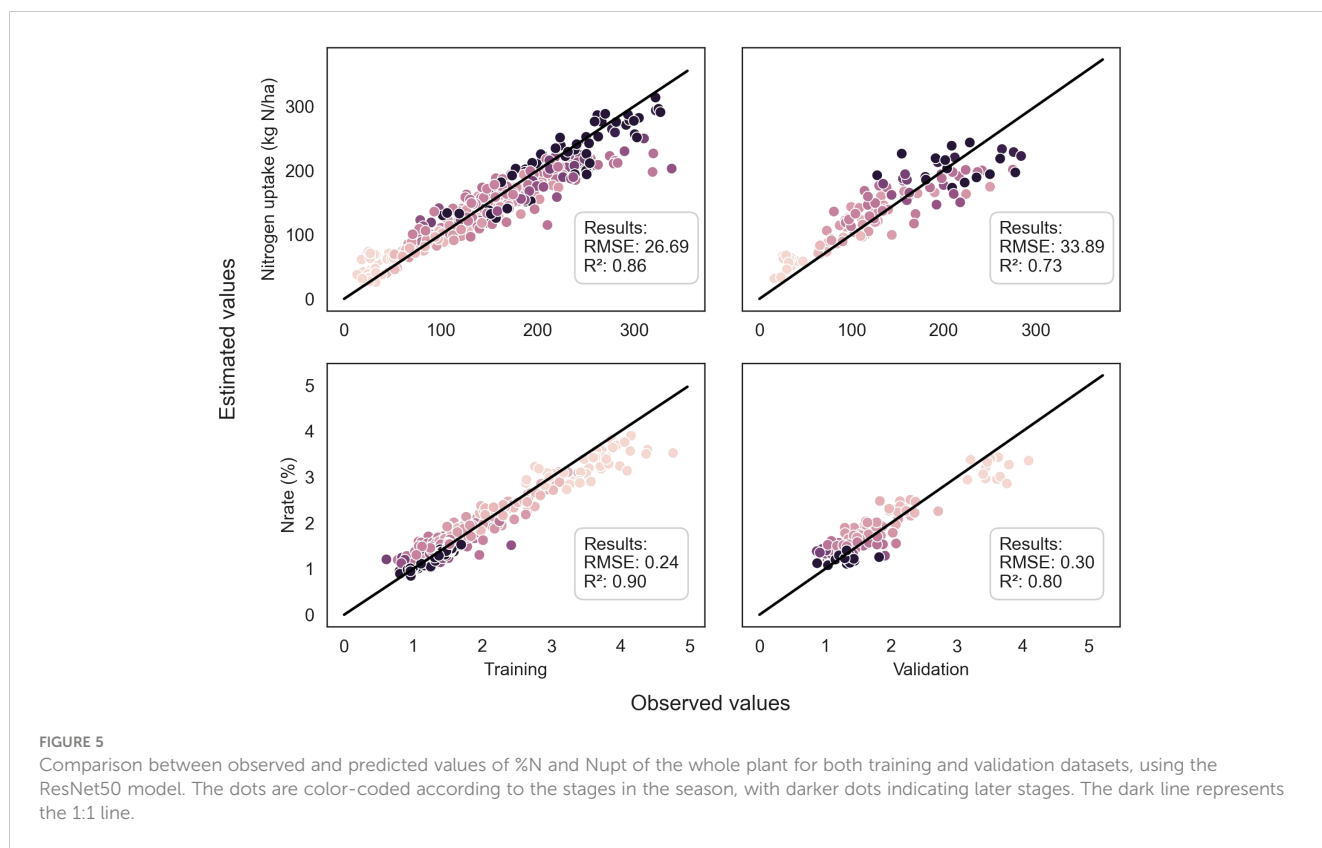 Estimated values
Nitrogen uptake (kg N/ha)
300
200
100
0
Results:
RMSE: 26.69
R²: 0.86
0 100 200 300
Results:
RMSE: 33.89
R²: 0.73
0 100 200 300
Nrate (%)
5
4
3
2
1
0
Results:
RMSE: 0.24
R²: 0.90
0 1 2 3 4 5
Training
Results:
RMSE: 0.30
R²: 0.80
0 1 2 3 4 5
Validation
Observed values
FIGURE 5
Comparison between observed and predicted values of %N and Nupt of the whole plant for both training and validation datasets, using the
ResNet50 model. The dots are color-coded according to the stages in the season, with darker dots indicating later stages. The dark line represents
the 1:1 line.